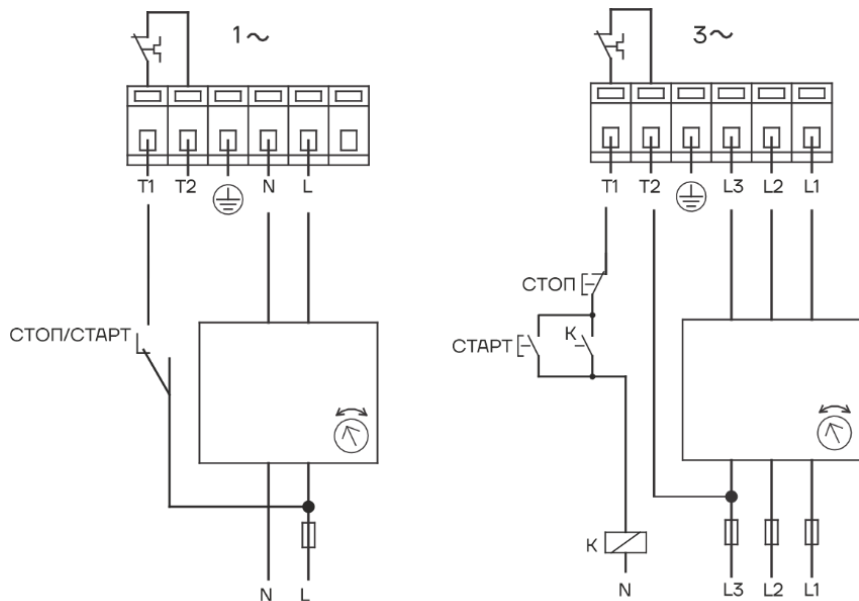 1~
T1 T2 N L
СТОП/СТАРТ
N L
3~
T1 T2 L3 L2 L1
СТОП
СТАРТ K
K
N L3 L2 L1